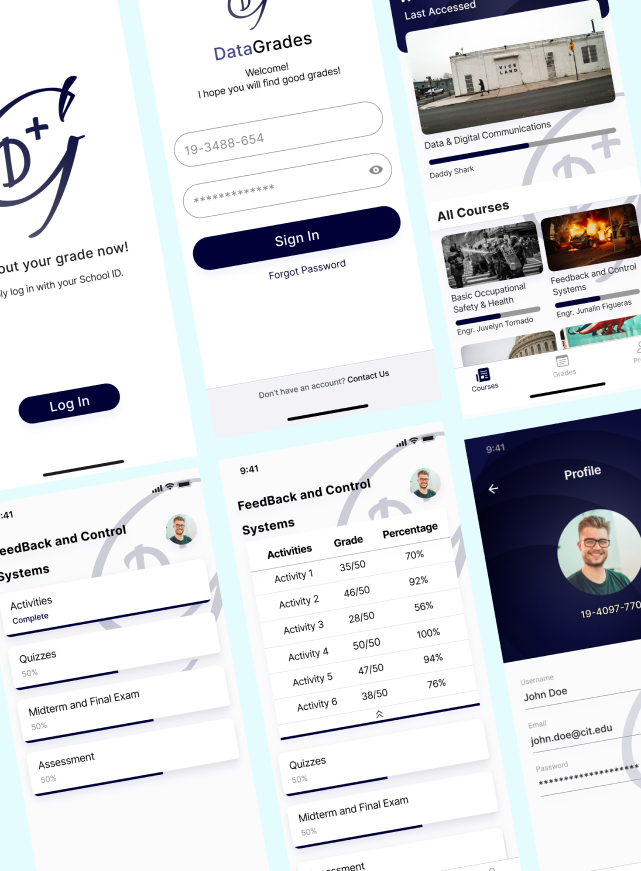 D+
out your grade now!
ly log in with your School ID.
Log In
DataGrades
Welcome!
I hope you will find good grades!
19-3488-654
*************
Sign In
Forgot Password
Don't have an account? Contact Us
Last Accessed
VICE
LAND
Data & Digital Communications
Daddy Shark
All Courses
Basic Occupational
Safety & Health
Engr. Juvelyn Tornado
Feedback and Control
Systems
Engr. Junalin Figueras
Courses
Grades
:41
eedBack and Control
Systems
Activities
Complete
Quizzes
50%
Midterm and Final Exam
50%
Assessment
50%
9:41
FeedBack and Control
Systems
Activities Grade Percentage
Activity 1 35/50 70%
Activity 2 46/50 92%
Activity 3 28/50 56%
Activity 4 50/50 100%
Activity 5 47/50 94%
Activity 6 38/50 76%
Quizzes
50%
Midterm and Final Exam
50%
9:41
Profile
19-4097-770
Username
John Doe
Email
john.doe@cit.edu
Password
********************